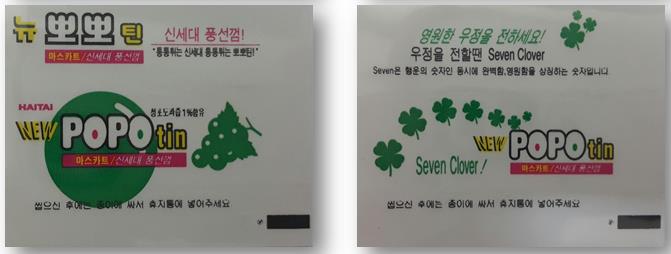 뉴 뽀뽀 틴
마스카트/신세대 풍선껌
신세대 풍선껌!
"통통튀는 신세대 통통튀는 뽀뽀틴!"
HAITAI
NEW POPO tin
청포도과즙 1% 함유
마스카트/신세대 풍선껌
씹으신 후에는 종이에 싸서 휴지통에 넣어주세요
영원한 우정을 전하세요!
우정을 전할땐 Seven Clover
Seven은 행운의 숫자인 동시에 완벽함,영원함을 상징하는 숫자입니다.
NEW POPO tin
마스카트/신세대 풍선껌
Seven Clover!
씹으신 후에는 종이에 싸서 휴지통에 넣어주세요